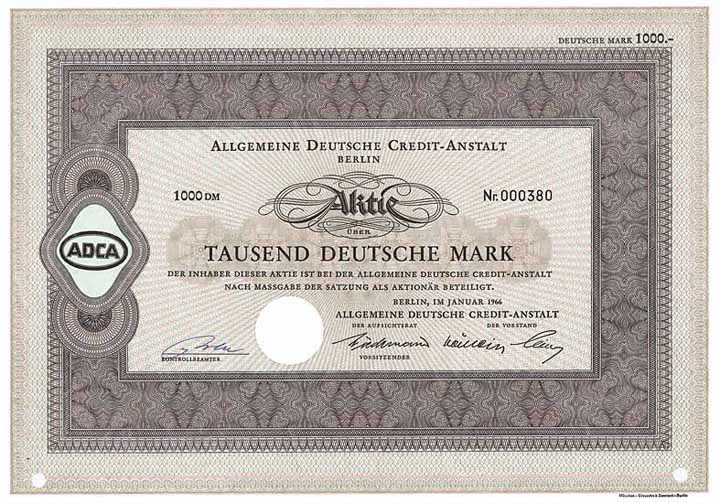 DEUTSCHE MARK 1000.-
ALLGEMEINE DEUTSCHE CREDIT-ANSTALT
BERLIN
1000 DM
Nr. 000380
Aktie
ÜBER
TAUSEND DEUTSCHE MARK
DER INHABER DIESER AKTIE IST BEI DER ALLGEMEINE DEUTSCHE CREDIT-ANSTALT
NACH MASSGABE DER SATZUNG ALS AKTIONÄR BETEILIGT.
BERLIN, IM JANUAR 1966
ALLGEMEINE DEUTSCHE CREDIT-ANSTALT
DER AUFSICHTSRAT DER VORSTAND
KONTROLLBEAMTER
VORSITZENDER
ADCA